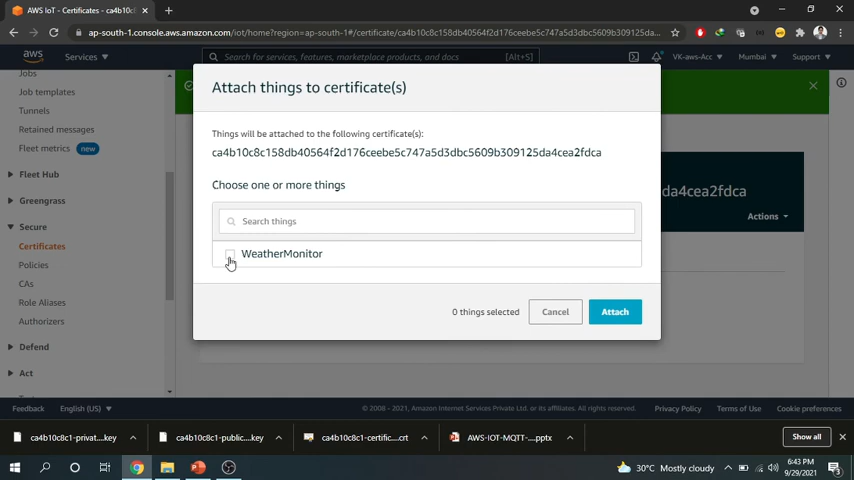 AWS IoT - Certificates - ca4b10c
ap-south-1.console.aws.amazon.com/iot/home?region=ap-south-1#/certificate/ca4b10c8c158db40564f2d176ceebe5c747a5d3dbc5609b309125da...
aws
Services
Search for services, features, marketplace products, and docs
[Alt+S]
VK-aws-Acc
Mumbai
Support
Jobs
Job templates
Tunnels
Retained messages
Fleet metrics new
Fleet Hub
Greengrass
Secure
Certificates
Policies
CAs
Role Aliases
Authorizers
Defend
Act
Attach things to certificate(s)
Things will be attached to the following certificate(s):
ca4b10c8c158db40564f2d176ceebe5c747a5d3dbc5609b309125da4cea2fdca
Choose one or more things
Search things
WeatherMonitor
0 things selected
Cancel
Attach
da4cea2fdca
Actions
Feedback
English (US)
© 2008 - 2021, Amazon Internet Services Private Ltd. or its affiliates. All rights reserved.
Privacy Policy
Terms of Use
Cookie preferences
ca4b10c8c1-privat....key
ca4b10c8c1-public....key
ca4b10c8c1-certific....crt
AWS-IOT-MQTT-....pptx
Show all
30°C Mostly cloudy
6:43 PM
9/29/2021
3